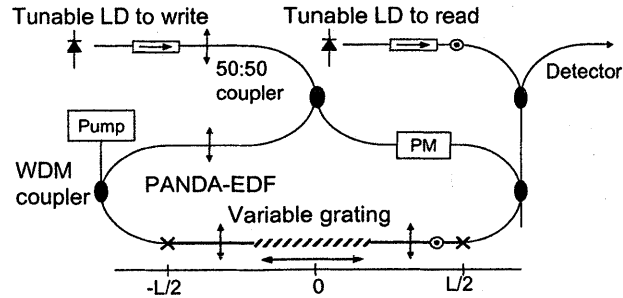 Tunable LD to write
Tunable LD to read
50:50
coupler
Detector
Pump
PM
WDM
coupler
PANDA-EDF
Variable grating
-L/2
0
L/2